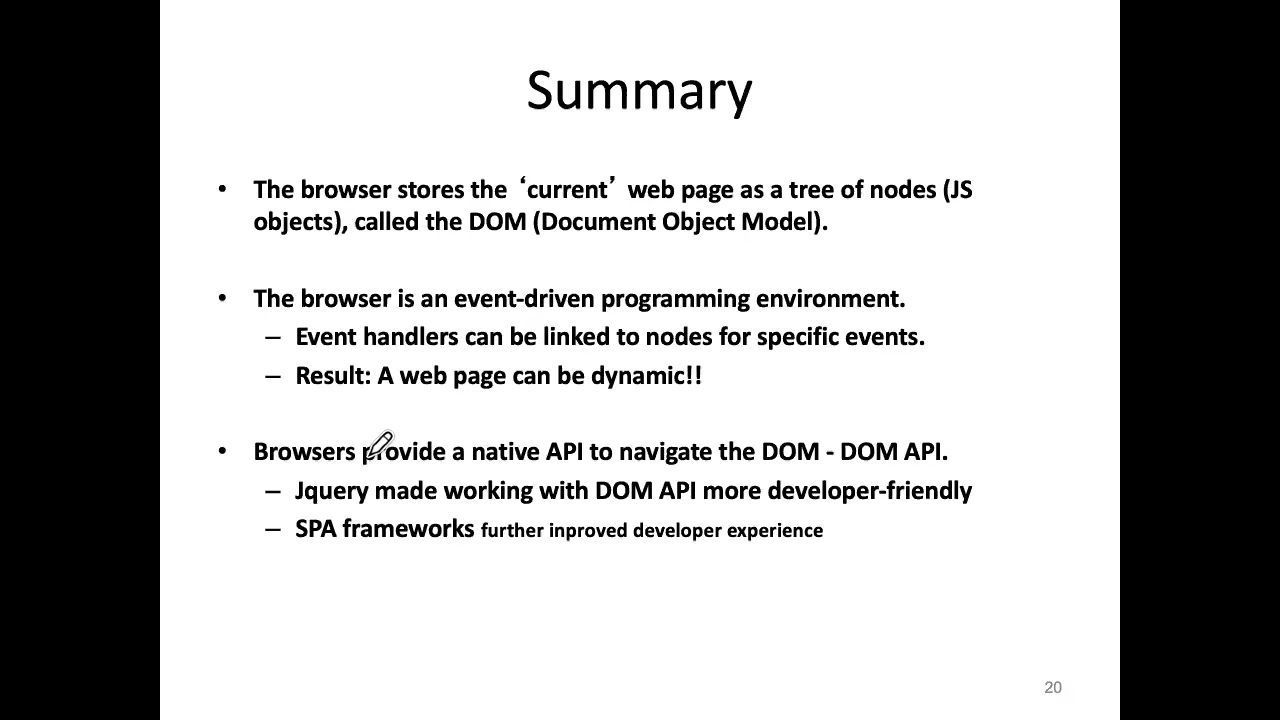 Summary
• The browser stores the ‘current’ web page as a tree of nodes (JS
objects), called the DOM (Document Object Model).
• The browser is an event-driven programming environment.
– Event handlers can be linked to nodes for specific events.
– Result: A web page can be dynamic!!
• Browsers provide a native API to navigate the DOM - DOM API.
– Jquery made working with DOM API more developer-friendly
– SPA frameworks further inproved developer experience
20